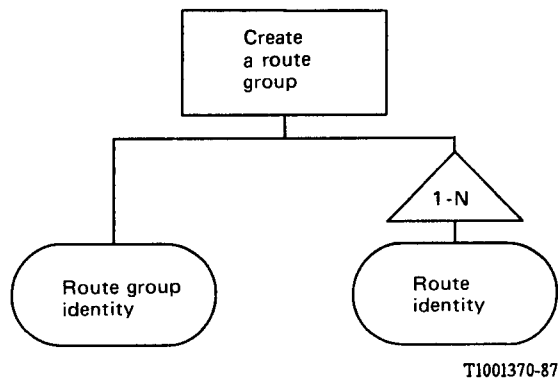 Create
a route
group
1-N
Route group
identity
Route
identity
T1001370-87